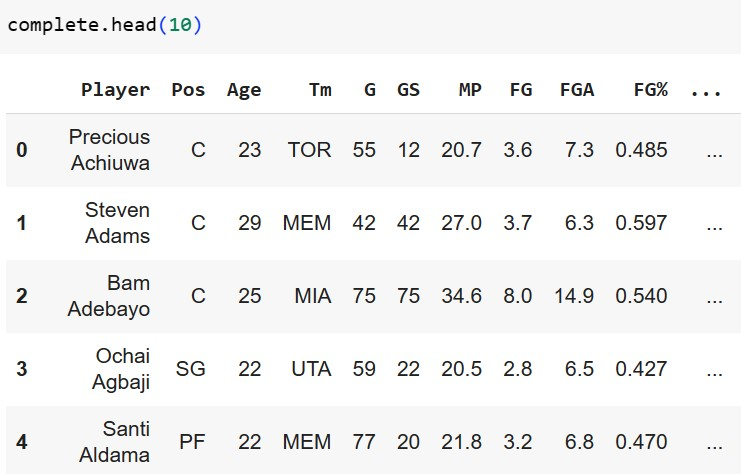 complete.head(10)
Player Pos Age Tm G GS MP FG FGA FG% ...
0 Precious Achiuwa C 23 TOR 55 12 20.7 3.6 7.3 0.485 ...
1 Steven Adams C 29 MEM 42 42 27.0 3.7 6.3 0.597 ...
2 Bam Adebayo C 25 MIA 75 75 34.6 8.0 14.9 0.540 ...
3 Ochai Agbaji SG 22 UTA 59 22 20.5 2.8 6.5 0.427 ...
4 Santi Aldama PF 22 MEM 77 20 21.8 3.2 6.8 0.470 ...